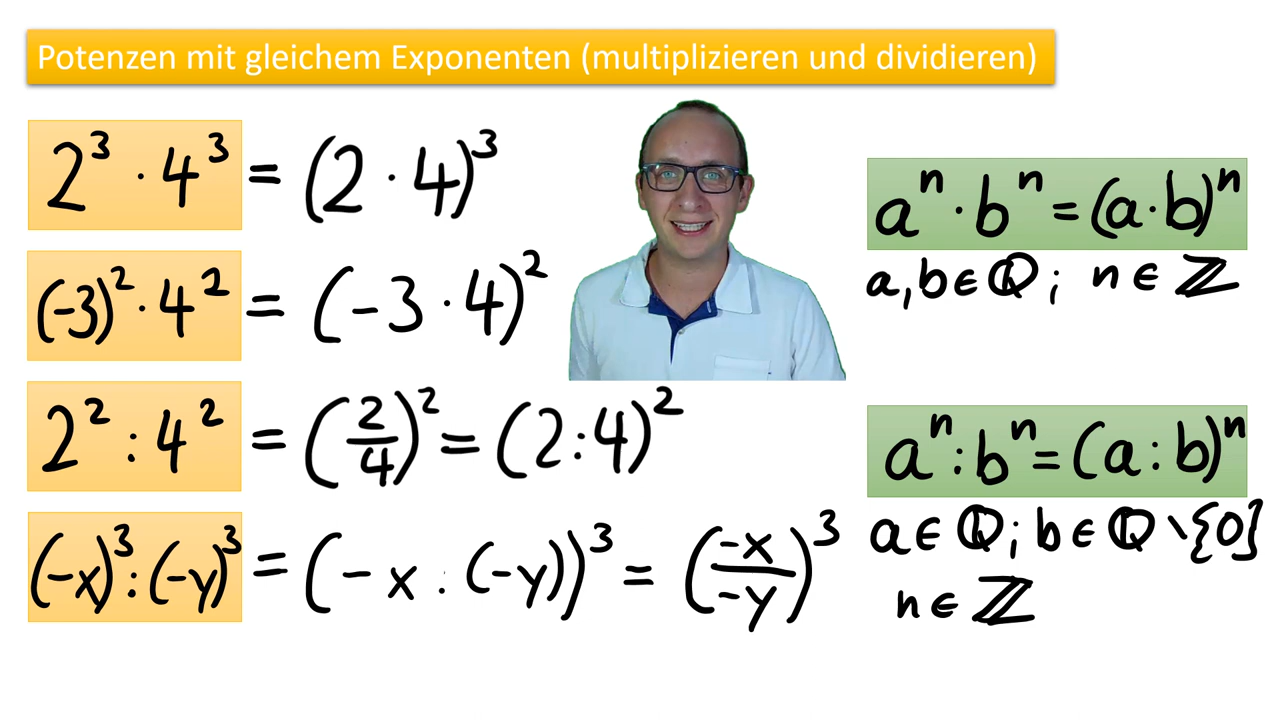 Potenzen mit gleichem Exponenten (multiplizieren und dividieren)
2³ · 4³ = (2 · 4)³
(-3)² · 4² = (-3 · 4)²
2² : 4² = (2/4)² = (2:4)²
(-x)³ : (-y)³ = (-x : (-y))³ = (-x/-y)³
aⁿ · bⁿ = (a · b)ⁿ
a, b ∈ ℚ ; n ∈ ℤ
aⁿ : bⁿ = (a : b)ⁿ
a ∈ ℚ ; b ∈ ℚ \ {0}
n ∈ ℤ